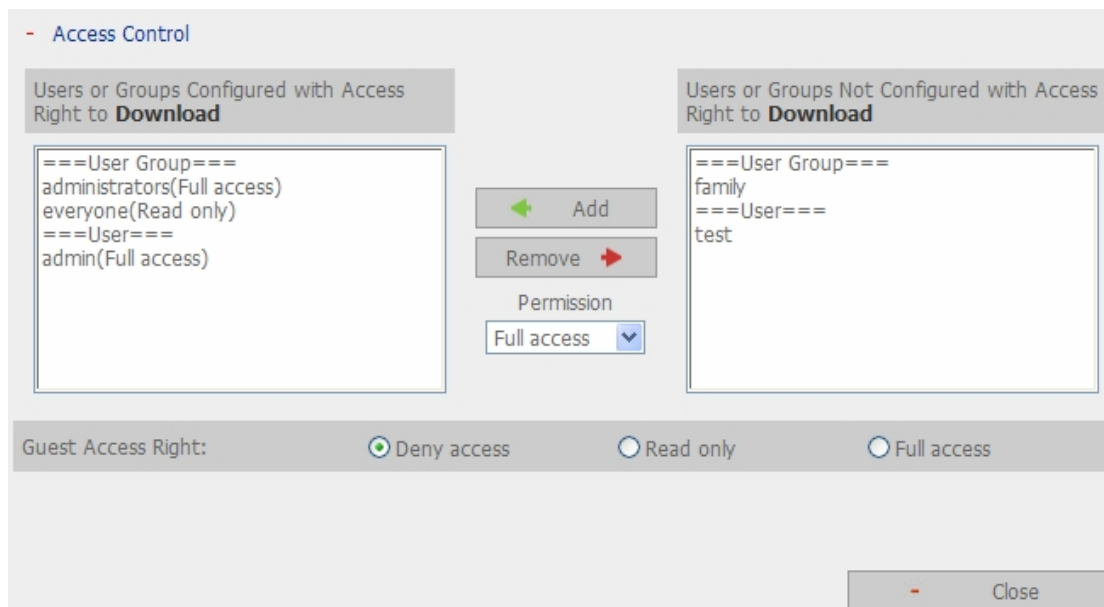 - Access Control
Users or Groups Configured with Access
Right to Download
===User Group===
administrators(Full access)
everyone(Read only)
===User===
admin(Full access)
Add
Remove
Permission
Full access
Users or Groups Not Configured with Access
Right to Download
===User Group===
family
===User===
test
Guest Access Right: Deny access Read only Full access
- Close